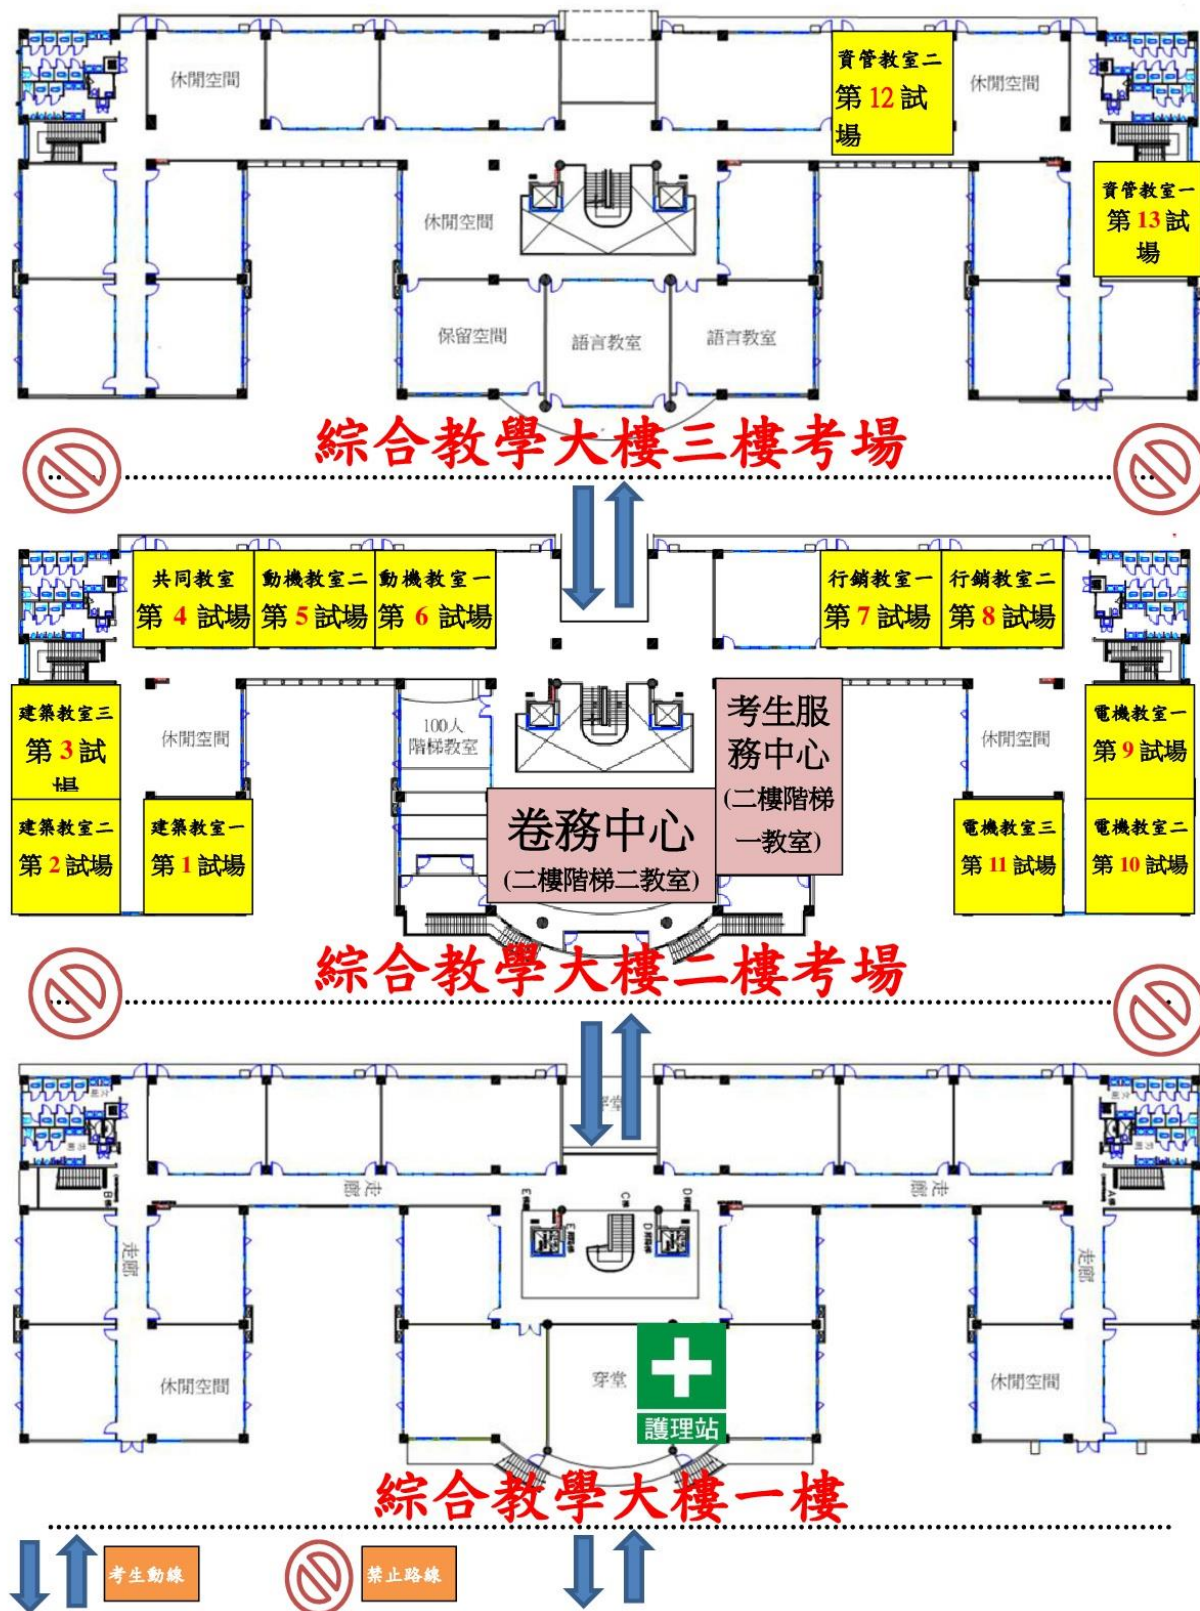 資管教室二
第 12 試
場
休閒空間
休閒空間
資管教室一
第 13 試
場
休閒空間
保留空間
語言教室
語言教室
綜合教學大樓三樓考場
共同教室
第 4 試場
動機教室二
第 5 試場
動機教室一
第 6 試場
行銷教室一
第 7 試場
行銷教室二
第 8 試場
建築教室三
第 3 試
場
休閒空間
100人
階梯教室
考生服
務中心
(二樓階梯
一教室)
休閒空間
電機教室一
第 9 試場
建築教室二
第 2 試場
建築教室一
第 1 試場
卷務中心
(二樓階梯二教室)
電機教室三
第 11 試場
電機教室二
第 10 試場
綜合教學大樓二樓考場
穿堂
走廊
走廊
走廊
走廊
休閒空間
穿堂
護理站
休閒空間
綜合教學大樓一樓
考生動線
禁止路線